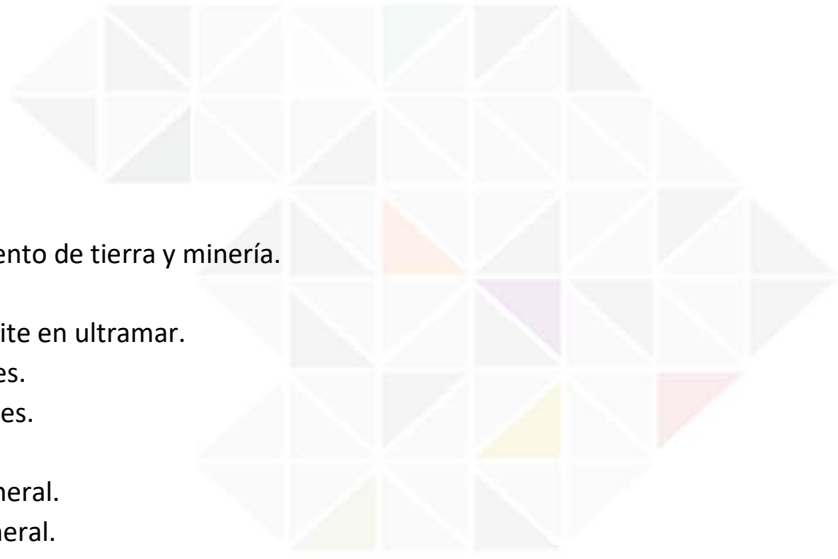 ento de tierra y minería.
ite en ultramar.
es.
es.
neral.
neral.